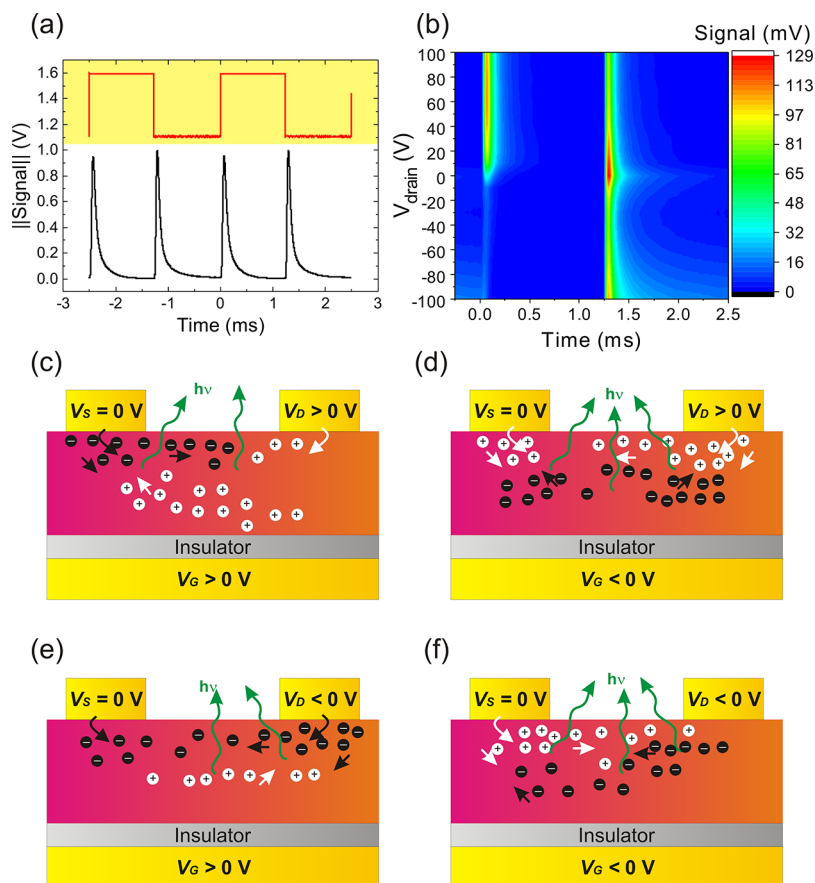 (a)
||Signal|| (V)
1.6
1.4
1.2
1.0
0.8
0.6
0.4
0.2
0.0
-3 -2 -1 0 1 2 3
Time (ms)
(b)
Signal (mV)
V_drain (V)
100
80
60
40
20
0
-20
-40
-60
-80
-100
0.0 0.5 1.0 1.5 2.0 2.5
Time (ms)
129
113
97
80
64
48
32
16
0
(c)
hν
V_S = 0 V V_D > 0 V
Insulator
V_G > 0 V
(d)
hν
V_S = 0 V V_D > 0 V
Insulator
V_G < 0 V
(e)
hν
V_S = 0 V V_D < 0 V
Insulator
V_G > 0 V
(f)
hν
V_S = 0 V V_D < 0 V
Insulator
V_G < 0 V